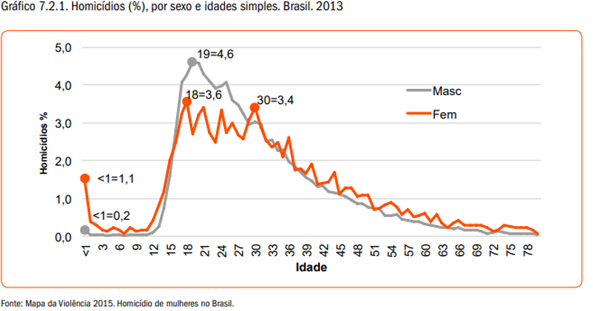 Gráfico 7.2.1. Homicídios (%), por sexo e idades simples. Brasil. 2013
5,0
4,0
3,0
2,0
1,0
0,0
Homicídios %
19=4,6
18=3,6
30=3,4
<1=1,1
<1=0,2
Masc
Fem
<1 3 6 9 12 15 18 21 24 27 30 33 36 39 42 45 48 51 54 57 60 63 66 69 72 75 78
Idade
Fonte: Mapa da Violência 2015. Homicídio de mulheres no Brasil.